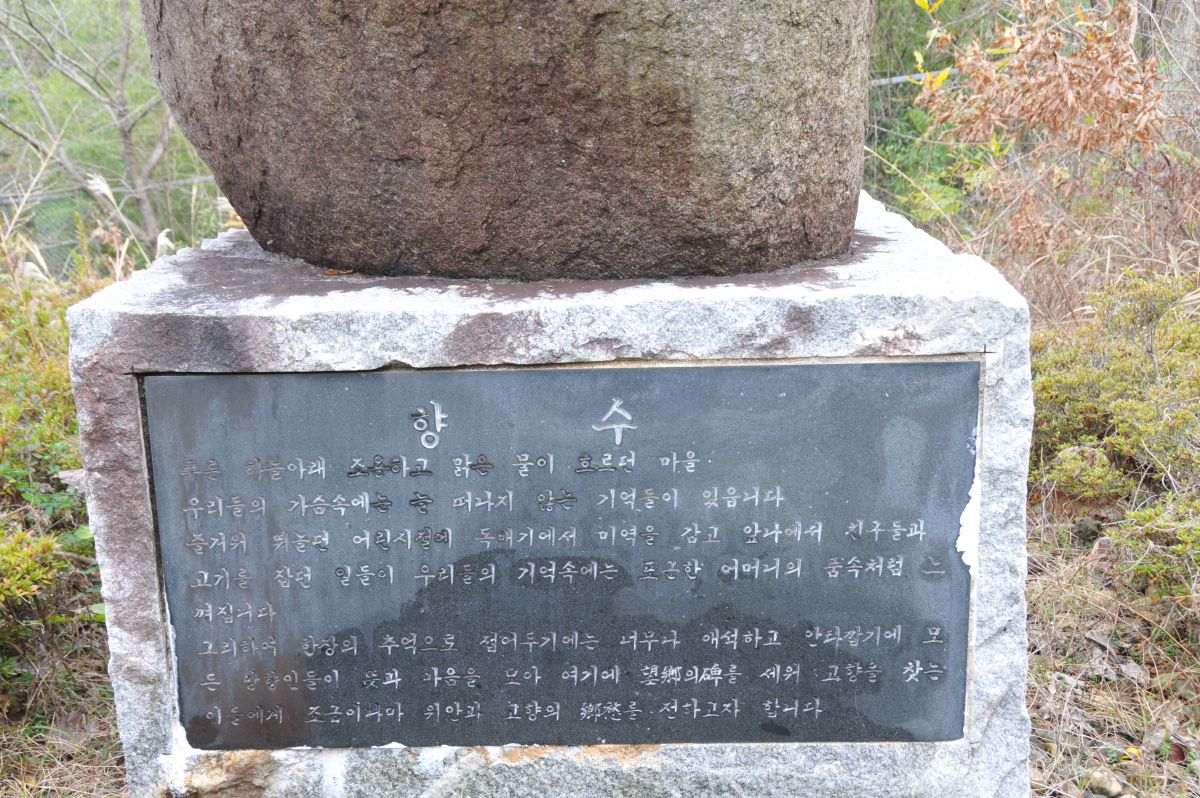 향 수
푸른 하늘아래 조용하고 맑은 물이 흐르던 마을.
우리들의 가슴속에는 늘 떠나지 않는 기억들이 있읍니다
즐거워 뛰놀던 어린시절에 독배기에서 미역을 감고 앞나에서 친구들과
고기를 잡던 일들이 우리들의 기억속에는 포근한 어머니의 품속처럼 느
껴집니다
그리하여 한장의 추억으로 접어두기에는 너무나 애석하고 안타깝기에 모
든 망향인들이 뜻과 마음을 모아 여기에 望鄕의碑를 세워 고향을 찾는
이들에게 조금이나마 위안과 고향의 鄕愁를 전하고자 합니다